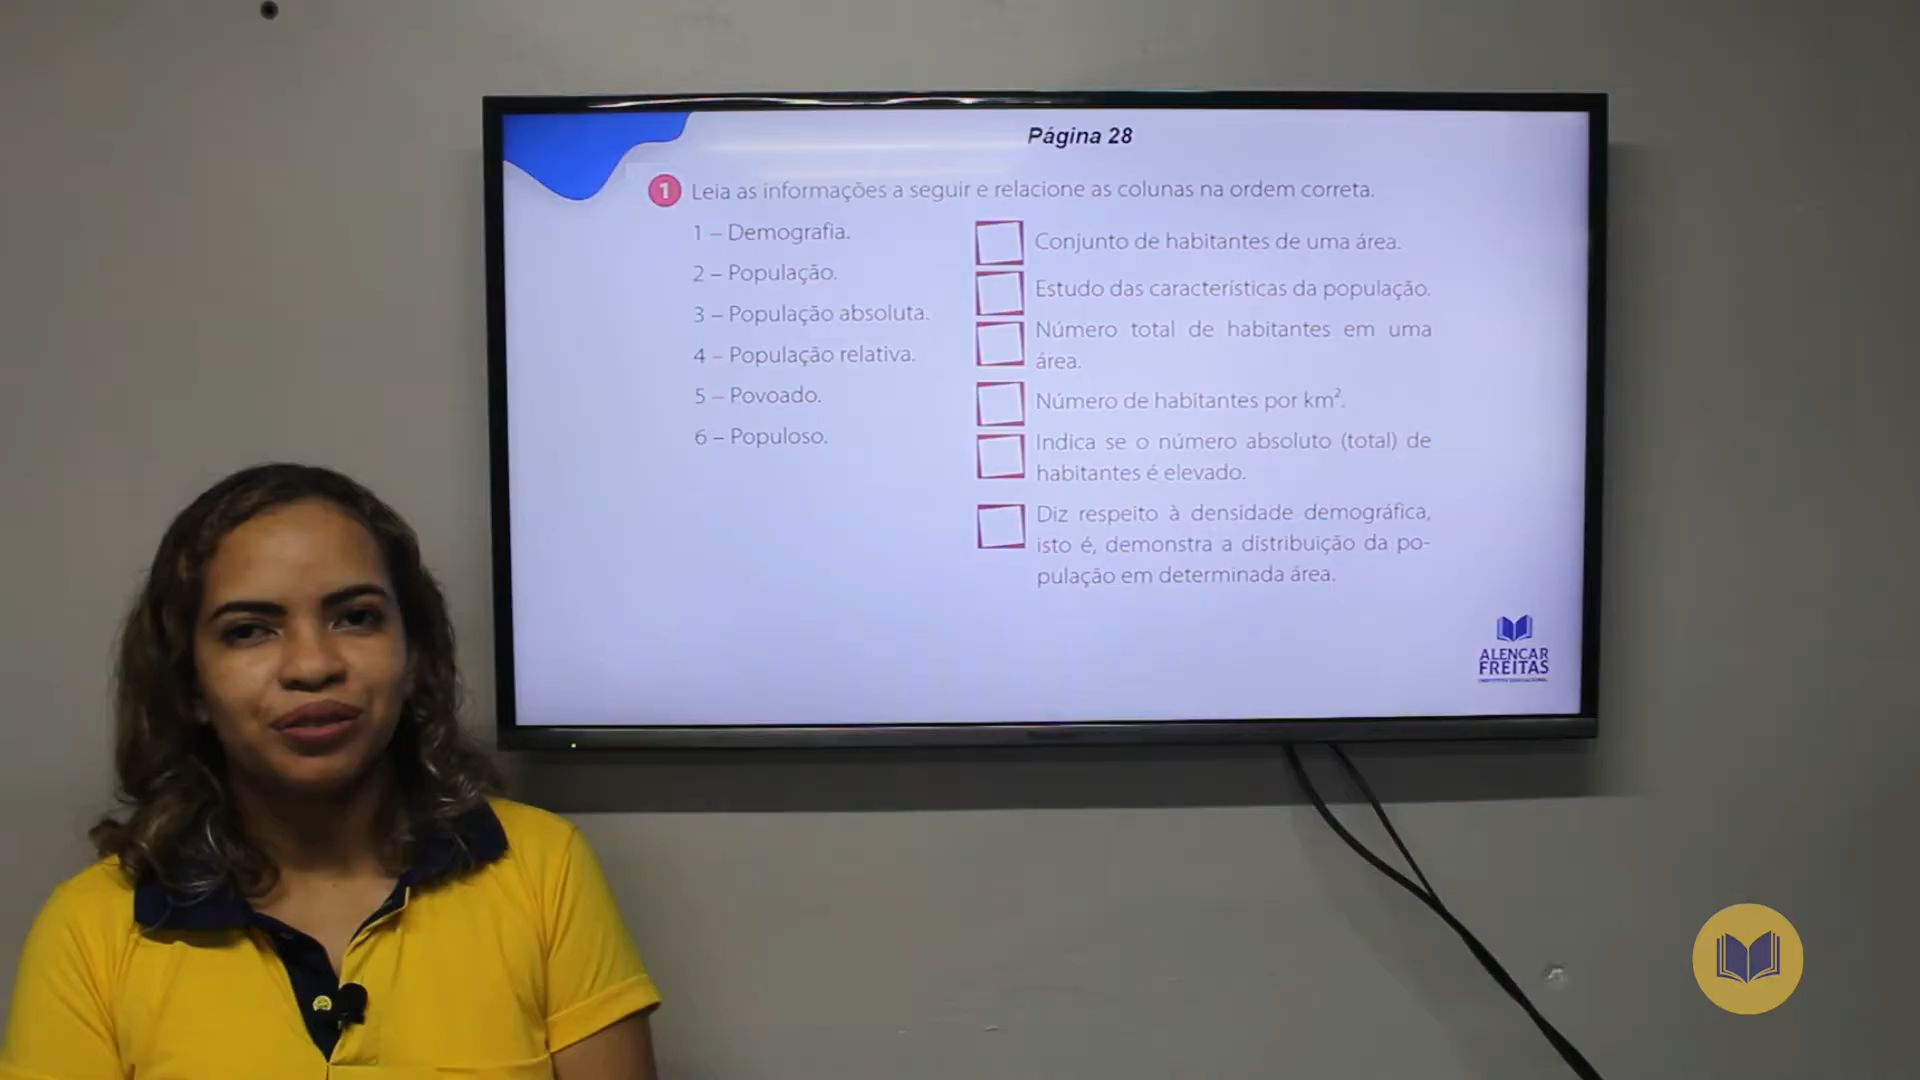 Página 28
1 Leia as informações a seguir e relacione as colunas na ordem correta.
1 – Demografia.
2 – População.
3 – População absoluta.
4 – População relativa.
5 – Povoado.
6 – Populoso.
Conjunto de habitantes de uma área.
Estudo das características da população.
Número total de habitantes em uma
área.
Número de habitantes por km².
Indica se o número absoluto (total) de
habitantes é elevado.
Diz respeito à densidade demográfica,
isto é, demonstra a distribuição da po-
pulação em determinada área.
ALENCAR
FREITAS